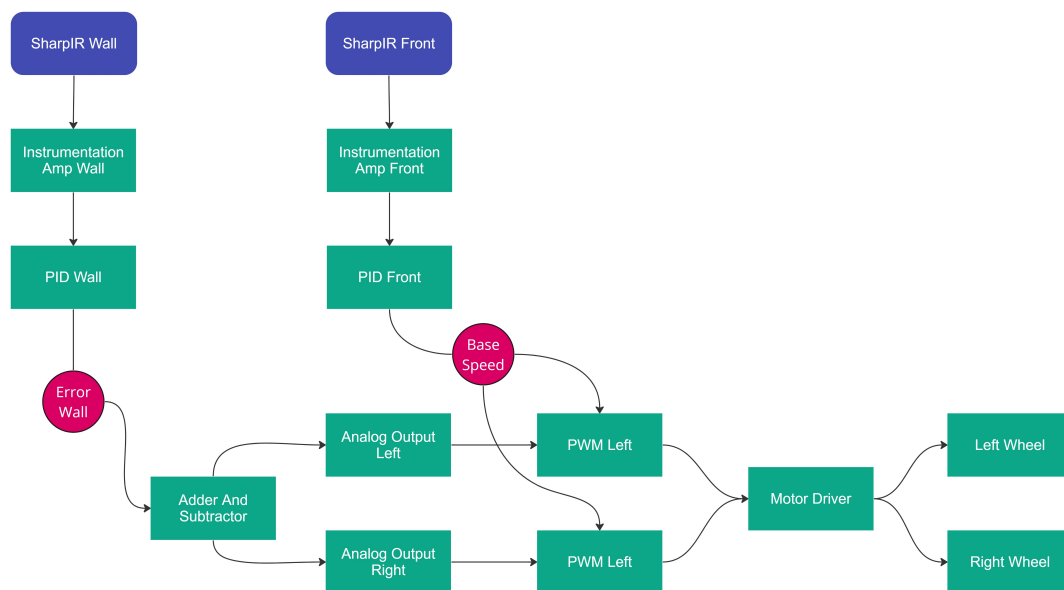 SharpIR Wall
SharpIR Front
Instrumentation
Amp Wall
Instrumentation
Amp Front
PID Wall
PID Front
Base
Speed
Error
Wall
Analog Output
Left
PWM Left
Left Wheel
Adder And
Subtractor
Motor Driver
Analog Output
Right
PWM Left
Right Wheel